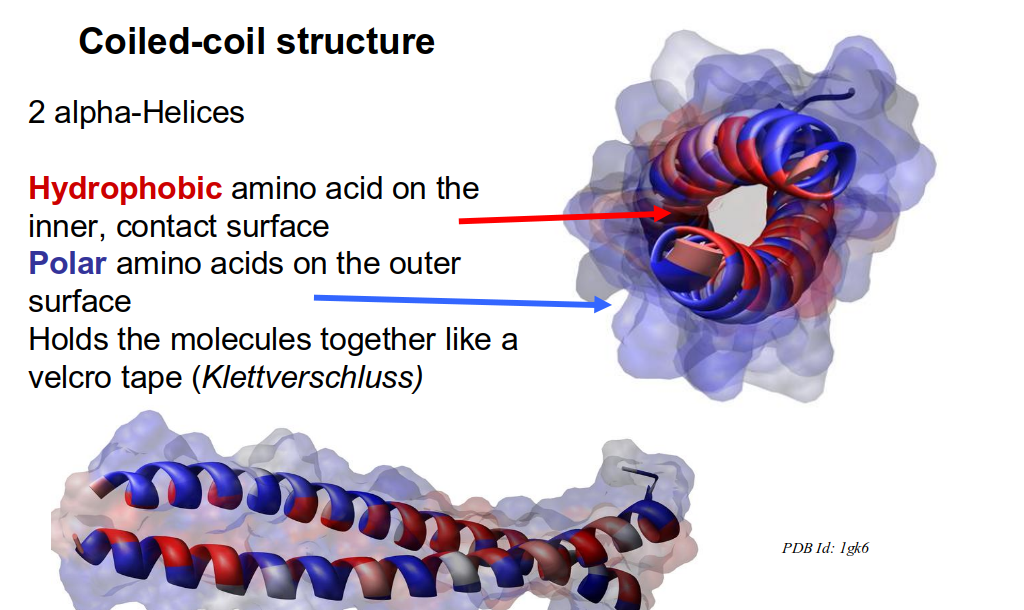 Coiled-coil structure
2 alpha-Helices
Hydrophobic amino acid on the
inner, contact surface
Polar amino acids on the outer
surface
Holds the molecules together like a
velcro tape (Klettverschluss)
PDB Id: 1gk6